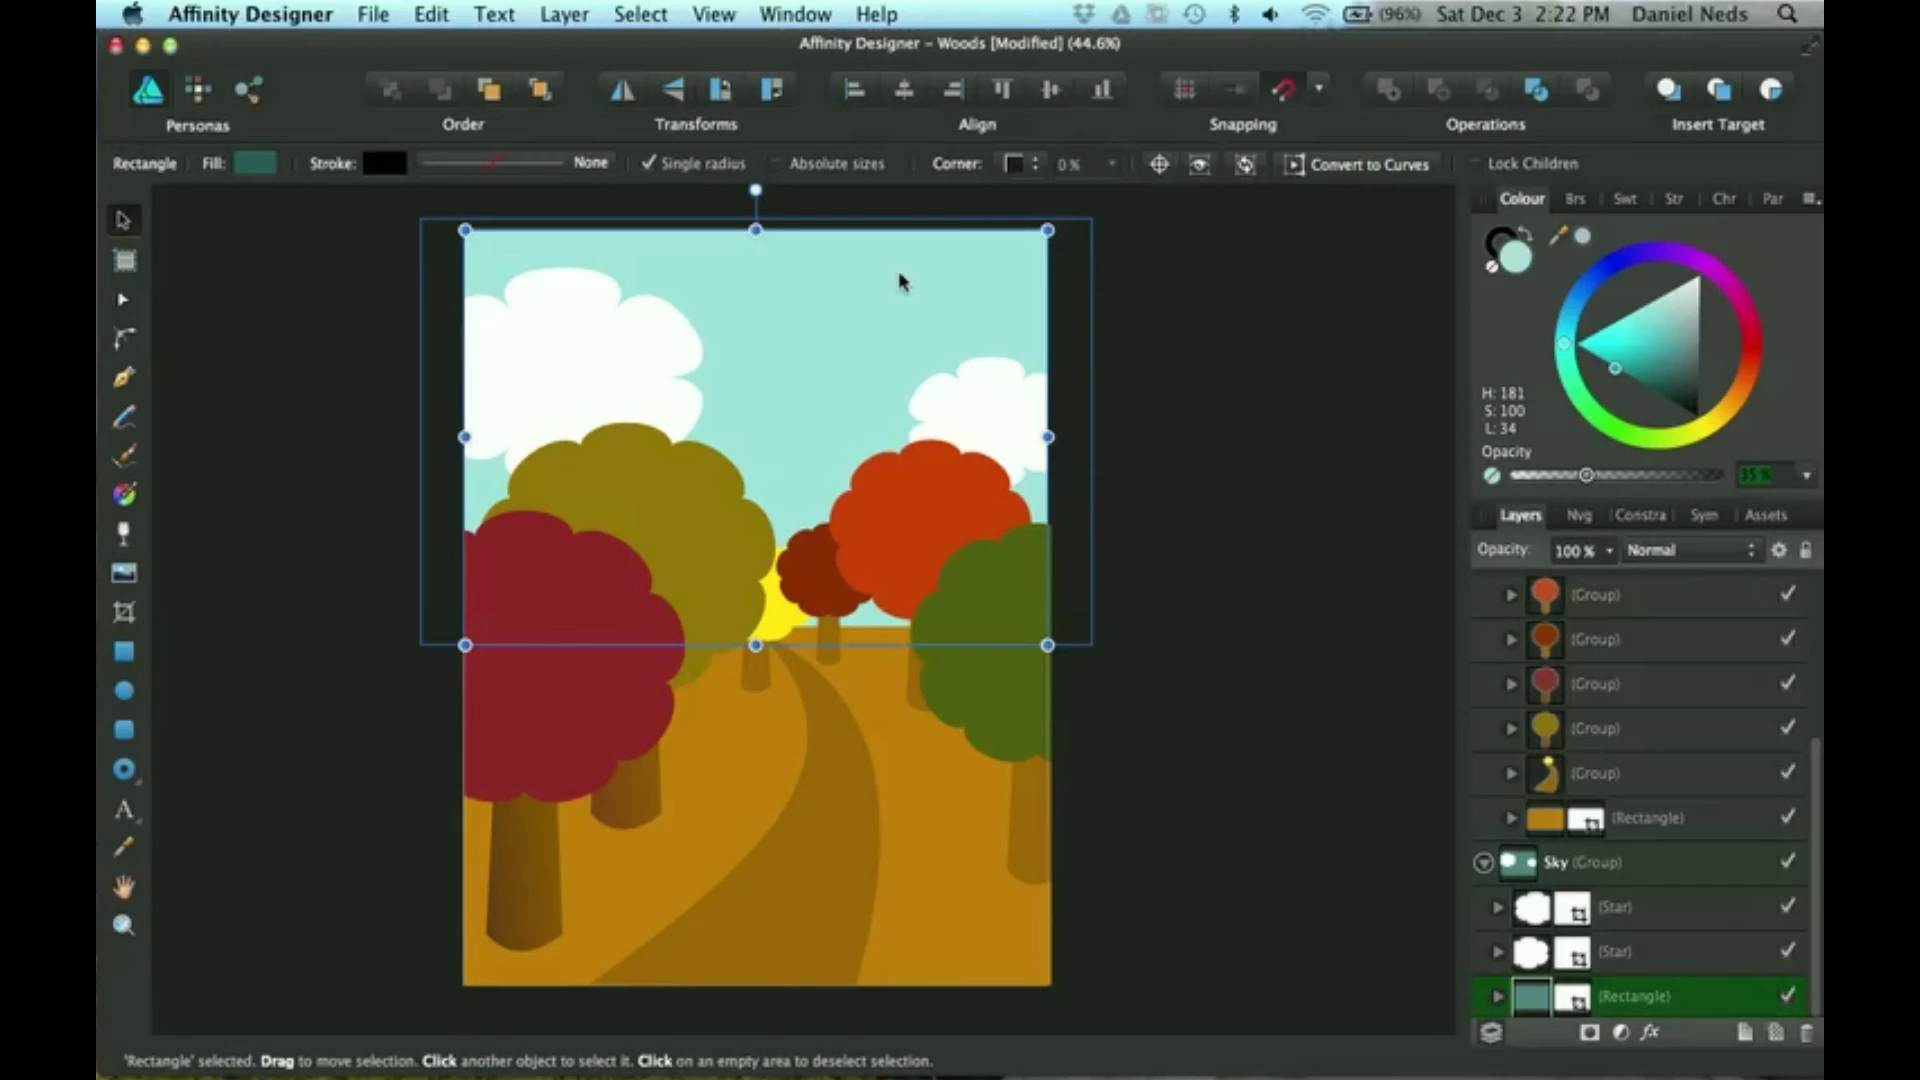 Affinity Designer File Edit Text Layer Select View Window Help (96%) Sat Dec 3 2:22 PM Daniel Neds
Affinity Designer – Woods [Modified] (44.6%)
Personas Order Transforms Align Snapping Operations Insert Target
Rectangle Fill: Stroke: None Single radius Absolute sizes Corner: 0 % Convert to Curves Lock Children
Colour Brs Swt Str Chr Par
H: 181
S: 100
L: 34
Opacity
35 %
Layers Nvg Constra Sym Assets
Opacity: 100 % Normal
(Group)
(Group)
(Group)
(Group)
(Group)
(Rectangle)
Sky (Group)
(Star)
(Star)
(Rectangle)
fx
A
'Rectangle' selected. Drag to move selection. Click another object to select it. Click on an empty area to deselect selection.